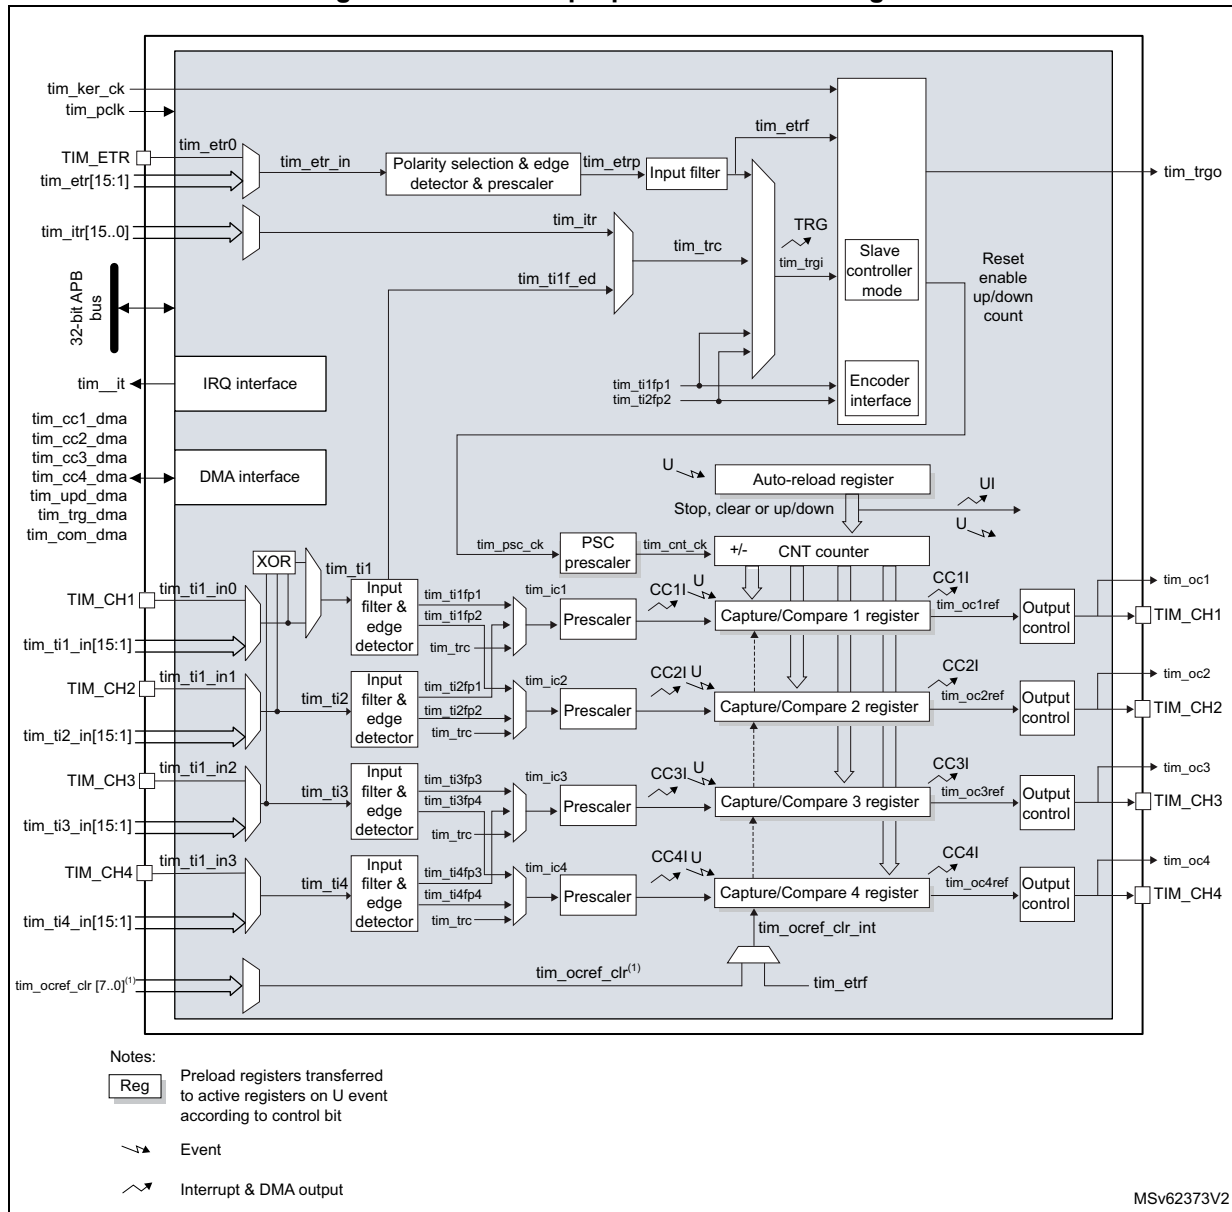 tim_ker_ck
tim_pclk
TIM_ETR
tim_etr0
tim_etr[15:1]
tim_etr_in
Polarity selection & edge
detector & prescaler
tim_etrp
Input filter
tim_etrf
tim_trgo
tim_itr[15..0]
tim_itr
tim_trc
tim_ti1f_ed
TRG
tim_trgi
Slave
controller
mode
Reset
enable
up/down
count
32-bit APB
bus
tim__it
IRQ interface
tim_ti1fp1
tim_ti2fp2
Encoder
interface
tim_cc1_dma
tim_cc2_dma
tim_cc3_dma
tim_cc4_dma
tim_upd_dma
tim_trg_dma
tim_com_dma
DMA interface
U
Auto-reload register
Stop, clear or up/down
UI
U
tim_psc_ck
PSC
prescaler
tim_cnt_ck
+/-
CNT counter
XOR
tim_ti1
TIM_CH1
tim_ti1_in0
tim_ti1_in[15:1]
Input
filter &
edge
detector
tim_ti1fp1
tim_ti1fp2
tim_trc
tim_ic1
Prescaler
CC1I
U
Capture/Compare 1 register
CC1I
tim_oc1ref
Output
control
tim_oc1
TIM_CH1
TIM_CH2
tim_ti1_in1
tim_ti2_in[15:1]
tim_ti2
Input
filter &
edge
detector
tim_ti2fp1
tim_ti2fp2
tim_trc
tim_ic2
Prescaler
CC2I
U
Capture/Compare 2 register
CC2I
tim_oc2ref
Output
control
tim_oc2
TIM_CH2
TIM_CH3
tim_ti1_in2
tim_ti3_in[15:1]
tim_ti3
Input
filter &
edge
detector
tim_ti3fp3
tim_ti3fp4
tim_trc
tim_ic3
Prescaler
CC3I
U
Capture/Compare 3 register
CC3I
tim_oc3ref
Output
control
tim_oc3
TIM_CH3
TIM_CH4
tim_ti1_in3
tim_ti4_in[15:1]
tim_ti4
Input
filter &
edge
detector
tim_ti4fp3
tim_ti4fp4
tim_trc
tim_ic4
Prescaler
CC4I
U
Capture/Compare 4 register
CC4I
tim_oc4ref
Output
control
tim_oc4
TIM_CH4
tim_ocref_clr_int
tim_ocref_clr [7..0](1)
tim_ocref_clr(1)
tim_etrf
Notes:
Reg
Preload registers transferred
to active registers on U event
according to control bit
Event
Interrupt & DMA output
MSv62373V2